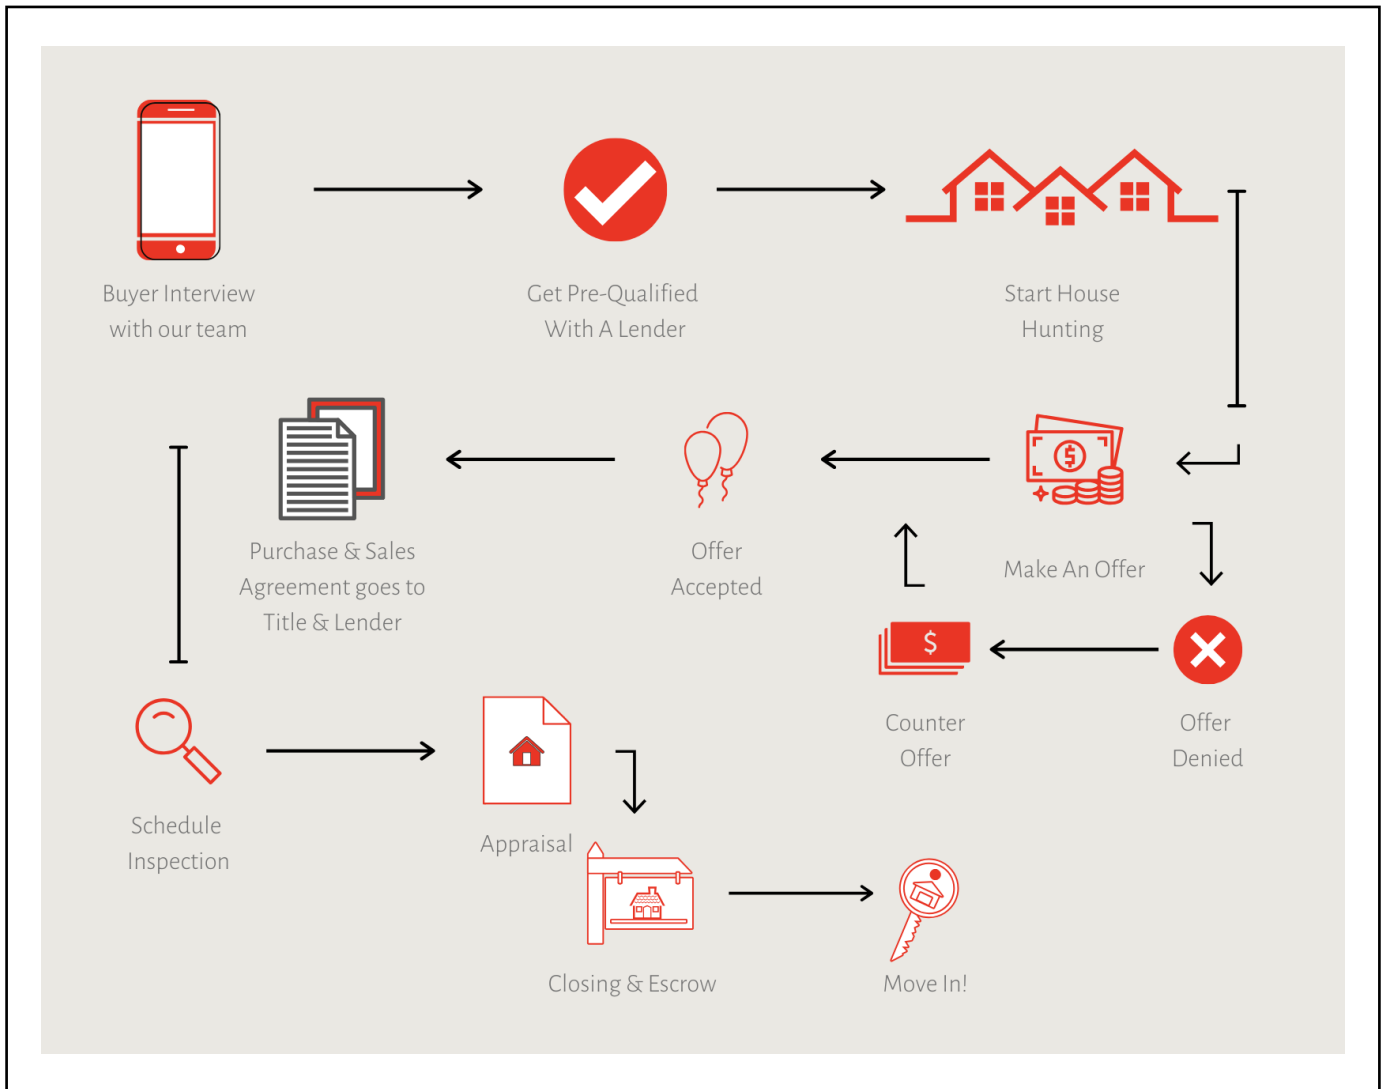 Buyer Interview
with our team
Get Pre-Qualified
With A Lender
Start House
Hunting
$
Make An Offer
Offer
Accepted
Purchase & Sales
Agreement goes to
Title & Lender
$
Counter
Offer
Offer
Denied
Schedule
Inspection
Appraisal
Closing & Escrow
Move In!